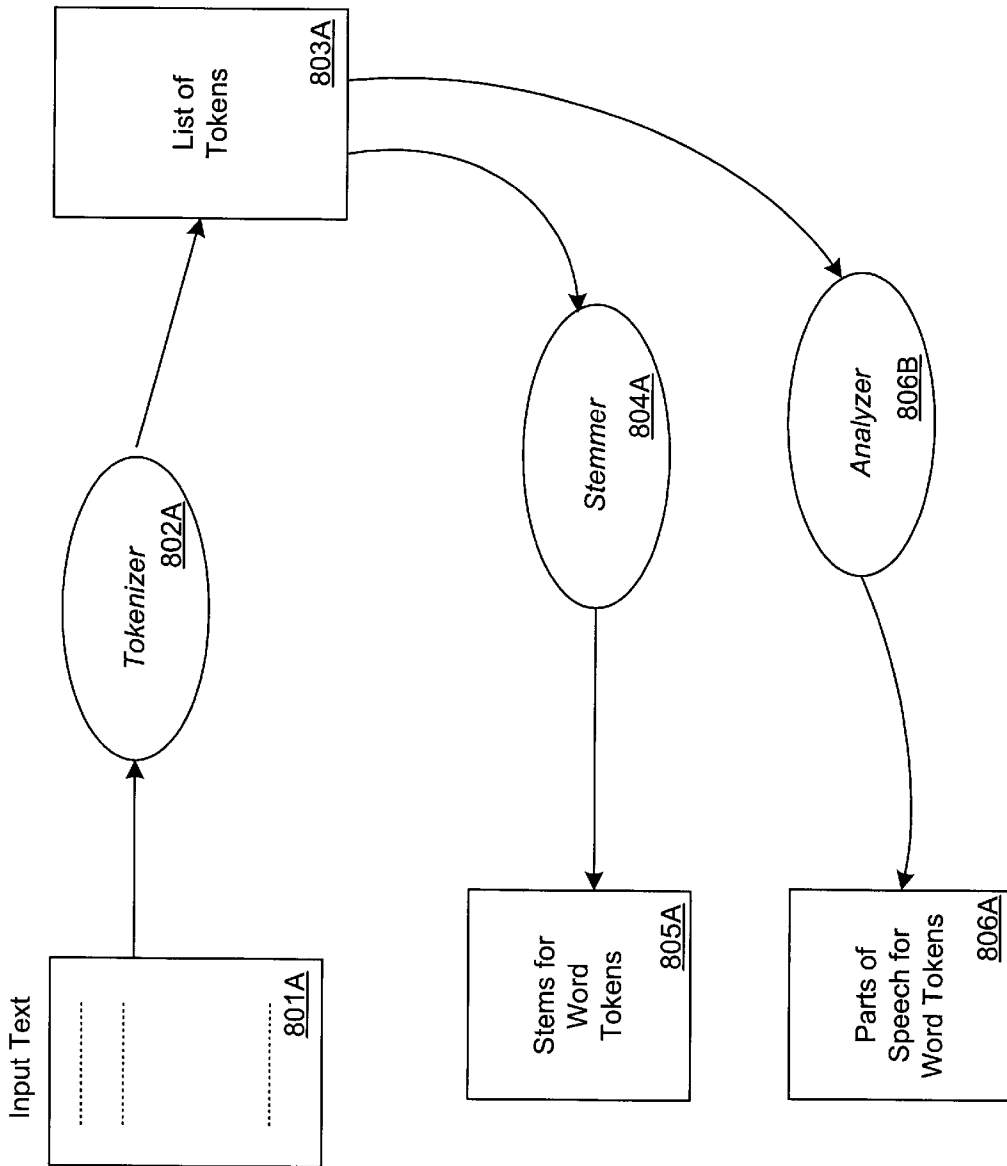 Input Text
801A
Tokenizer
802A
List of
Tokens
803A
Stems for
Word
Tokens
805A
Stemmer
804A
Parts of
Speech for
Word Tokens
806A
Analyzer
806B